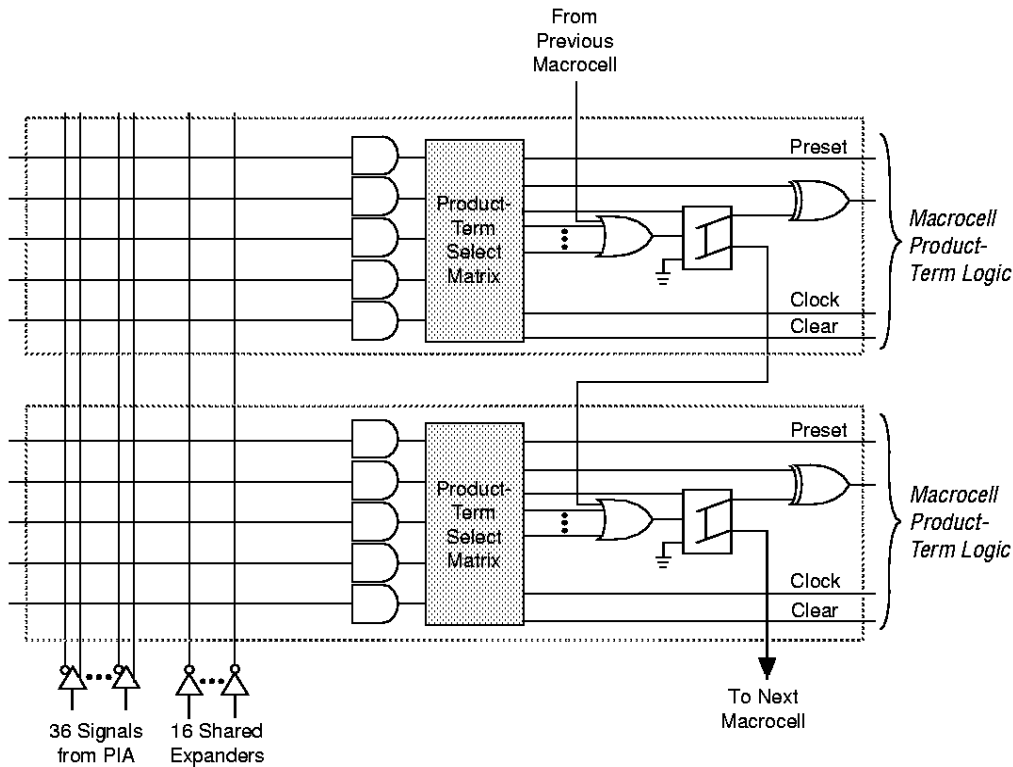 From
Previous
Macrocell
Preset
Product-
Term
Select
Matrix
Clock
Clear
Macrocell
Product-
Term Logic
Preset
Product-
Term
Select
Matrix
Clock
Clear
Macrocell
Product-
Term Logic
36 Signals
from PIA
16 Shared
Expanders
To Next
Macrocell